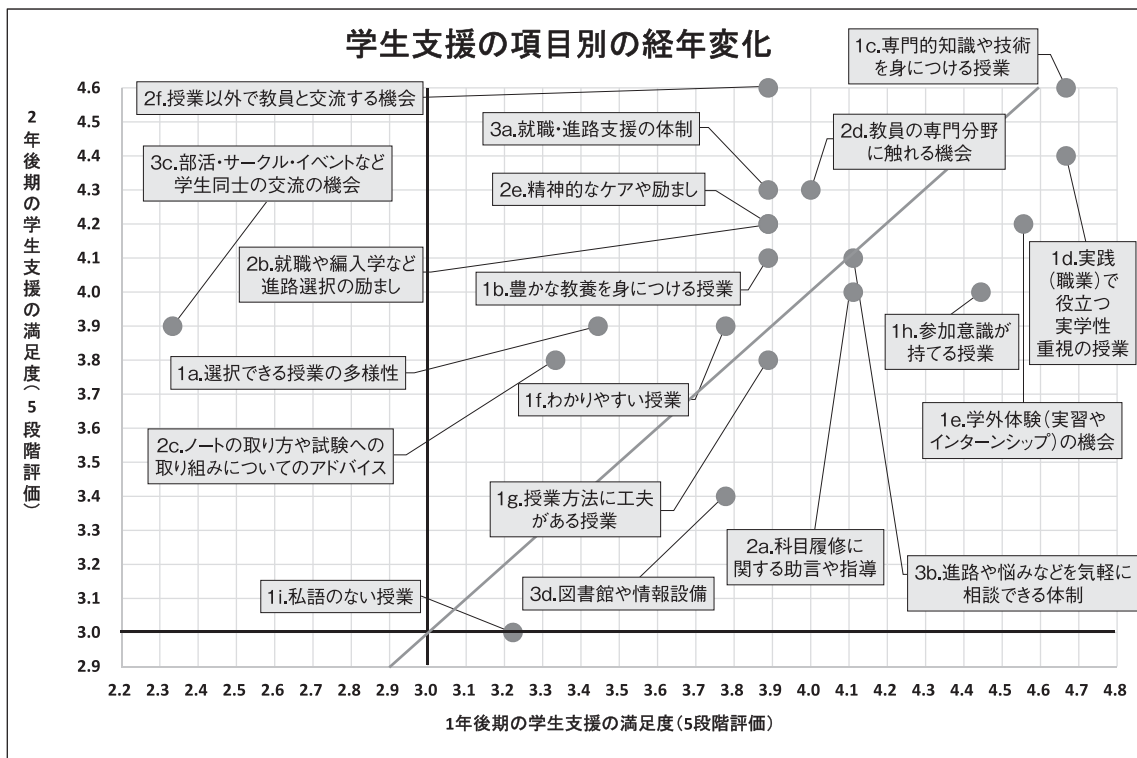 学生支援の項目別の経年変化
1c.専門的知識や技術
を身につける授業
2f.授業以外で教員と交流する機会
3a.就職・進路支援の体制
2d.教員の専門分野
に触れる機会
3c.部活・サークル・イベントなど
学生同士の交流の機会
2e.精神的なケアや励まし
2b.就職や編入学など
進路選択の励まし
1b.豊かな教養を身につける授業
1d.実践
(職業)で
役立つ
実学性
重視の授業
1h.参加意識が
持てる授業
1a.選択できる授業の多様性
1f.わかりやすい授業
1e.学外体験(実習や
インターンシップ)の機会
2c.ノートの取り方や試験への
取り組みについてのアドバイス
1g.授業方法に工夫
がある授業
2a.科目履修に
関する助言や指導
3b.進路や悩みなどを気軽に
相談できる体制
3d.図書館や情報設備
1i.私語のない授業
2年後期の学生支援の満足度(5段階評価)
4.6
4.5
4.4
4.3
4.2
4.1
4.0
3.9
3.8
3.7
3.6
3.5
3.4
3.3
3.2
3.1
3.0
2.9
2.2 2.3 2.4 2.5 2.6 2.7 2.8 2.9 3.0 3.1 3.2 3.3 3.4 3.5 3.6 3.7 3.8 3.9 4.0 4.1 4.2 4.3 4.4 4.5 4.6 4.7 4.8
1年後期の学生支援の満足度(5段階評価)